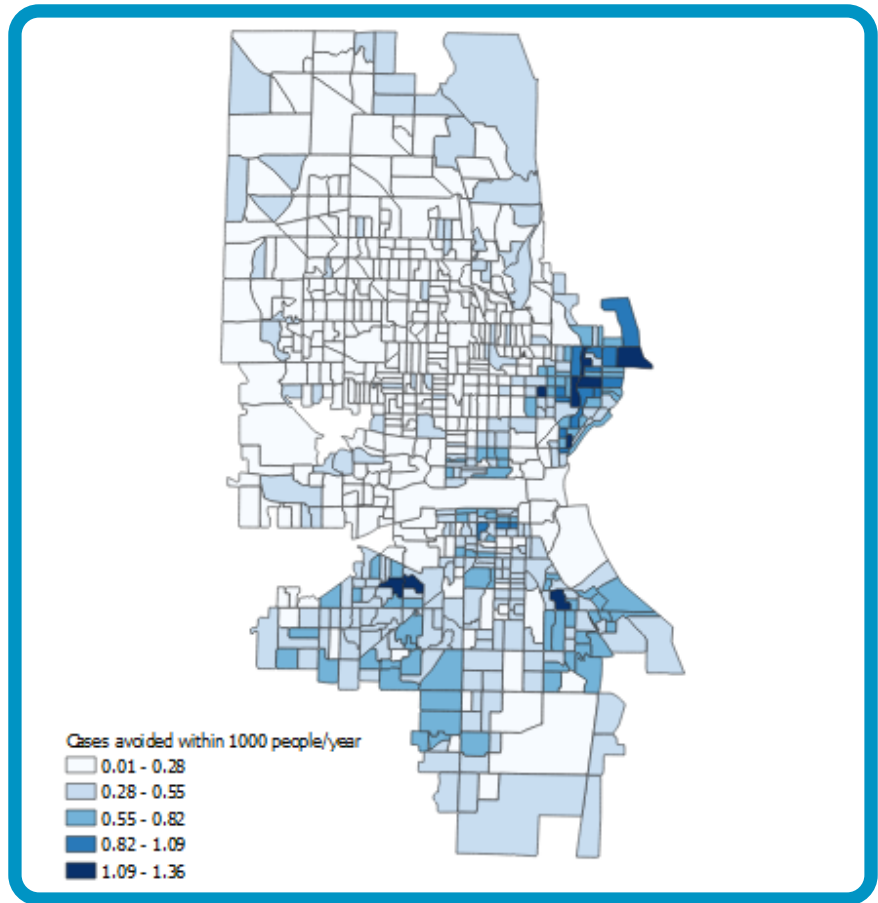 Cases avoided within 1000 people/year
0.01 - 0.28
0.28 - 0.55
0.55 - 0.82
0.82 - 1.09
1.09 - 1.36